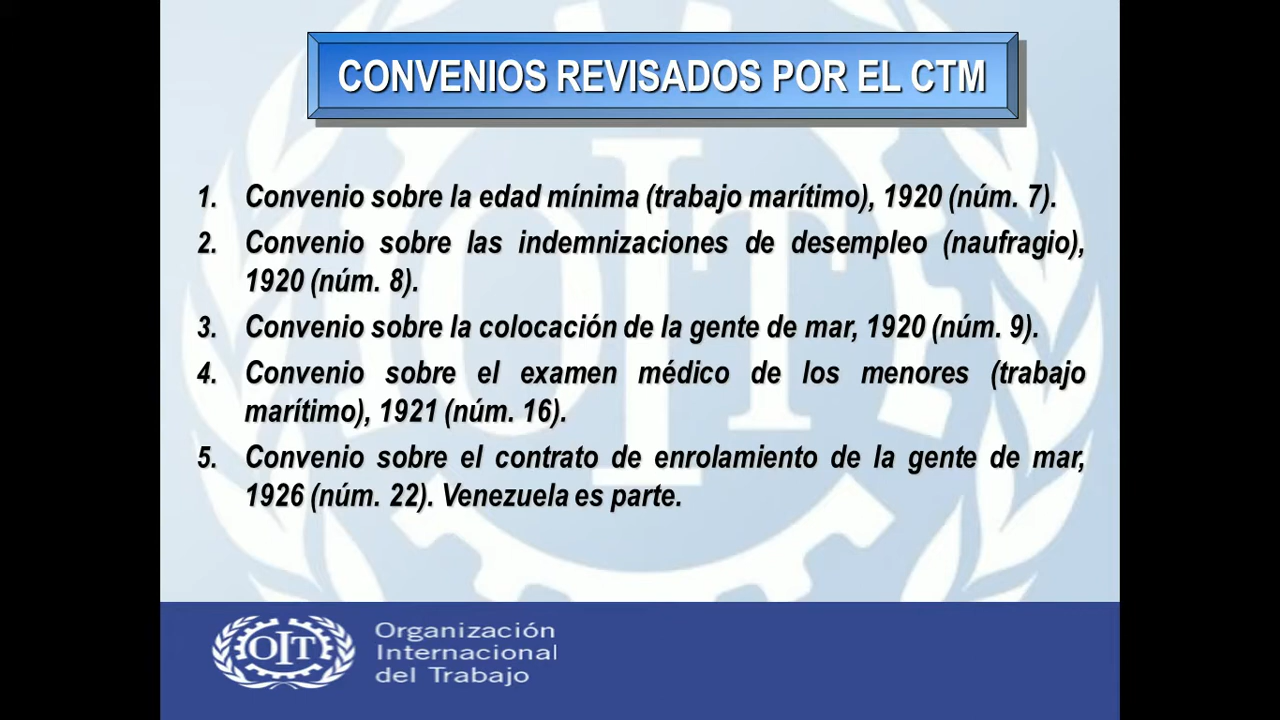 CONVENIOS REVISADOS POR EL CTM
1. Convenio sobre la edad mínima (trabajo marítimo), 1920 (núm. 7).
2. Convenio sobre las indemnizaciones de desempleo (naufragio),
1920 (núm. 8).
3. Convenio sobre la colocación de la gente de mar, 1920 (núm. 9).
4. Convenio sobre el examen médico de los menores (trabajo
marítimo), 1921 (núm. 16).
5. Convenio sobre el contrato de enrolamiento de la gente de mar,
1926 (núm. 22). Venezuela es parte.
OIT
Organización
Internacional
del Trabajo